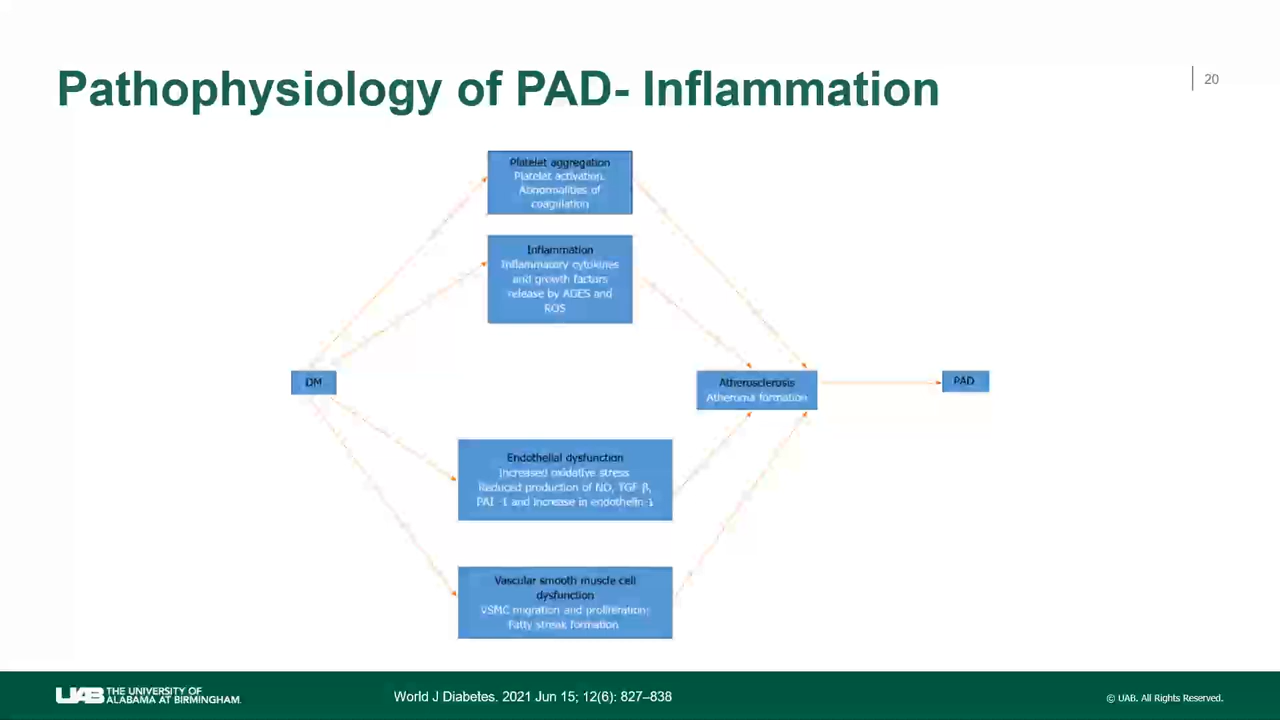 Pathophysiology of PAD- Inflammation
20
Platelet aggregation
Platelet activation.
Abnormalities of
coagulation
Inflammation
Inflammatory cytokines
and growth factors
release by AGES and
ROS
DM
Atherosclerosis
Atheroma formation
PAD
Endothelial dysfunction
Increased oxidative stress
Reduced production of NO, TGF β,
PAI -1 and increase in endothelin-1
Vascular smooth muscle cell
dysfunction
VSMC migration and proliferation;
Fatty streak formation
UAB THE UNIVERSITY OF
ALABAMA AT BIRMINGHAM.
World J Diabetes. 2021 Jun 15; 12(6): 827–838
© UAB. All Rights Reserved.